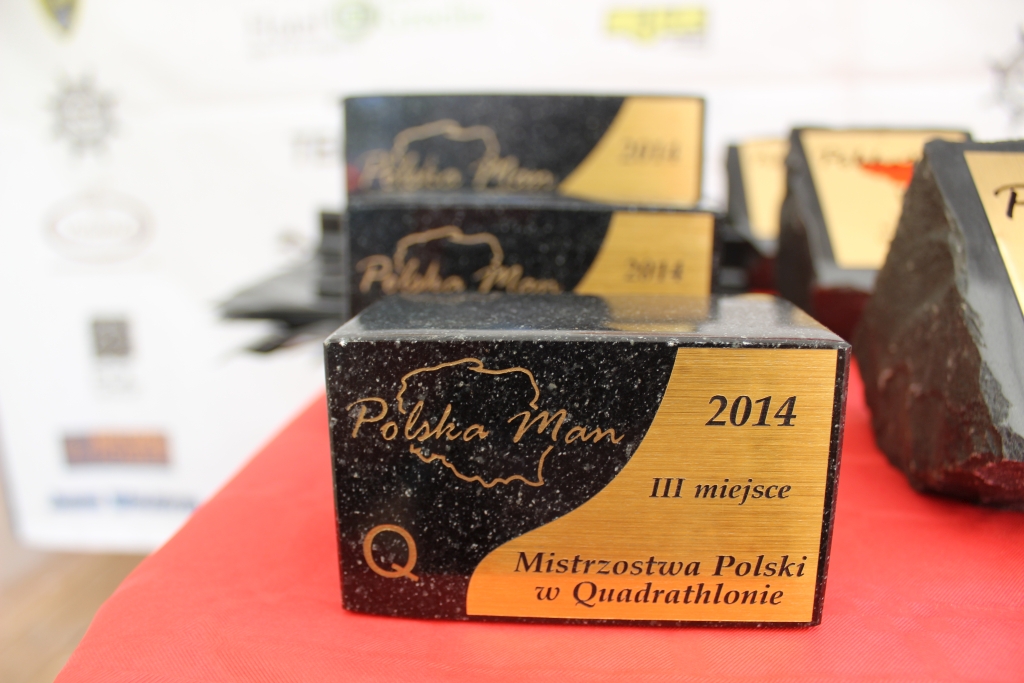 Polska Man
2014
Polska Man
2014
Polska Man
2014
III miejsce
Q
Mistrzostwa Polski
w Quadrathlonie